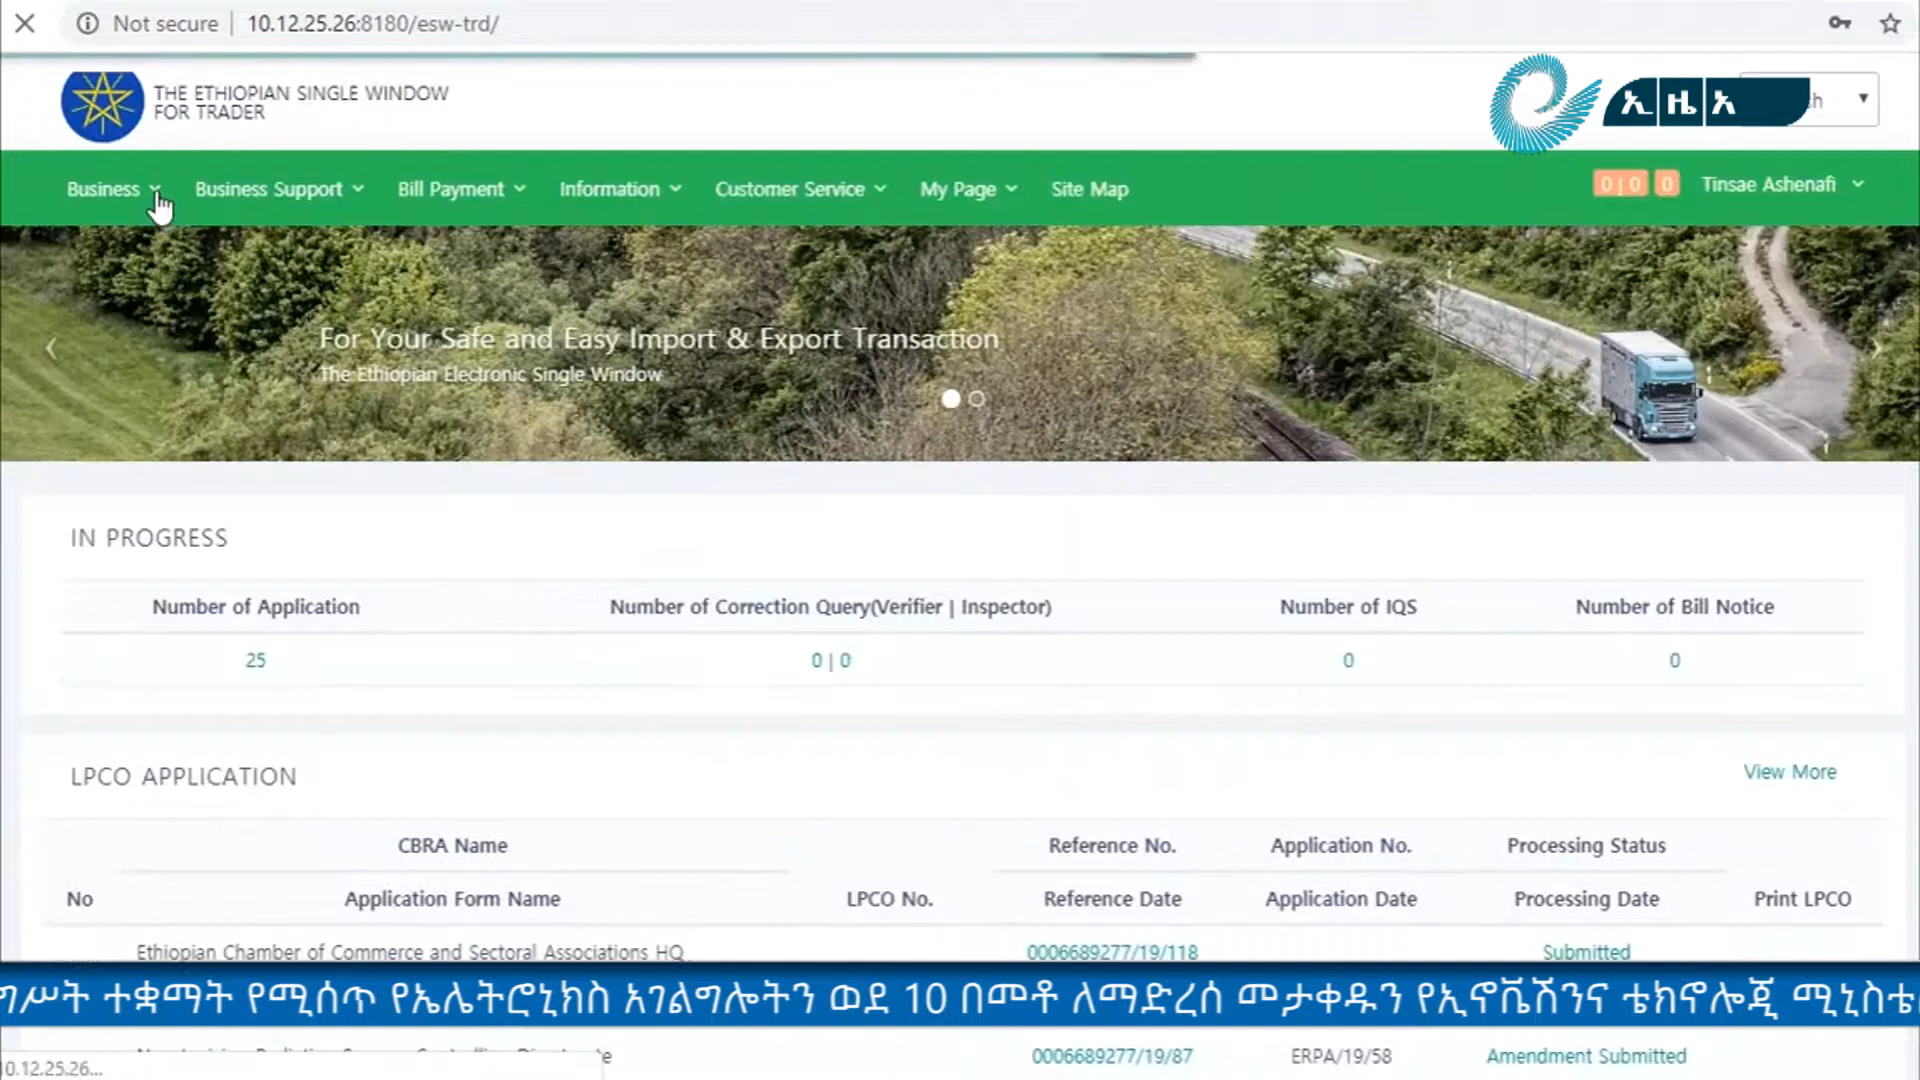 Not secure
10.12.25.26:8180/esw-trd/
THE ETHIOPIAN SINGLE WINDOW
FOR TRADER
ኢዜአ
Business
Business Support
Bill Payment
Information
Customer Service
My Page
Site Map
0 | 0
0
Tinsae Ashenafi
For Your Safe and Easy Import & Export Transaction
The Ethiopian Electronic Single Window
IN PROGRESS
Number of Application
Number of Correction Query(Verifier | Inspector)
Number of IQS
Number of Bill Notice
25
0 | 0
0
0
LPCO APPLICATION
View More
CBRA Name
Reference No.
Application No.
Processing Status
No
Application Form Name
LPCO No.
Reference Date
Application Date
Processing Date
Print LPCO
Ethiopian Chamber of Commerce and Sectoral Associations HQ
0006689277/19/118
Submitted
ተቋማት የሚሰጥ የኤሌትሮኒክስ አገልግሎትን ወደ 10 በመቶ ለማድረሰ መታቀዱን የኢኖቬሽንና ቴክኖሎጂ
0006689277/19/87
ERPA/19/58
Amendment Submitted
10.12.25.26...